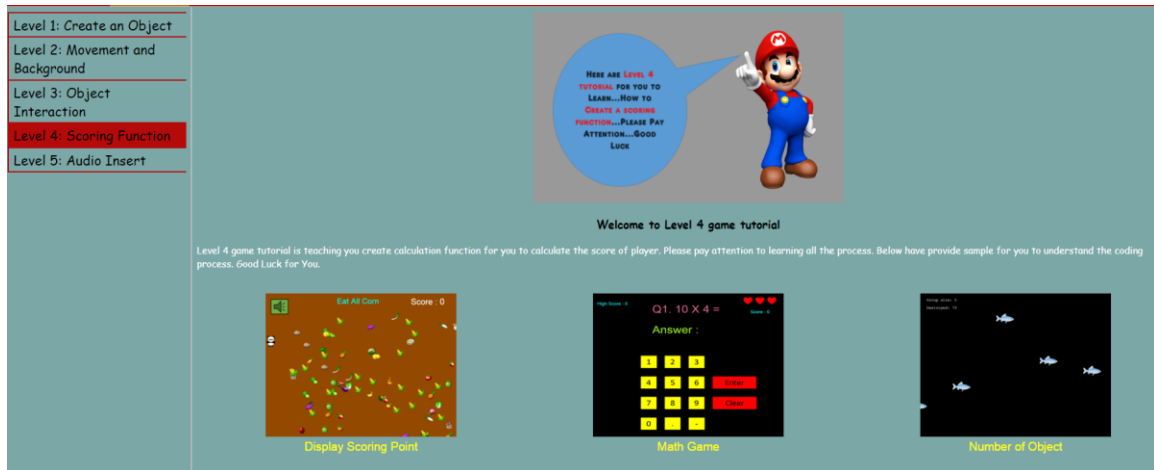 Level 1: Create an Object
Level 2: Movement and
Background
Level 3: Object
Interaction
Level 4: Scoring Function
Level 5: Audio Insert
HERE ARE LEVEL 4
TUTORIAL FOR YOU TO
LEARN...HOW TO
CREATE A SCORING
FUNCTION...PLEASE PAY
ATTENTION...GOOD
LUCK
Welcome to Level 4 game tutorial
Level 4 game tutorial is teaching you create calculation function for you to calculate the score of player. Please pay attention to learning all the process. Below have provide sample for you to understand the coding
process. Good Luck for You.
Eat All Corn Score : 0
High Score : 0
Q1. 10 X 4 =
Score : 0
Answer :
1 2 3
4 5 6 Enter
7 8 9 Clear
0 . -
Display Scoring Point
Math Game
Number of Object